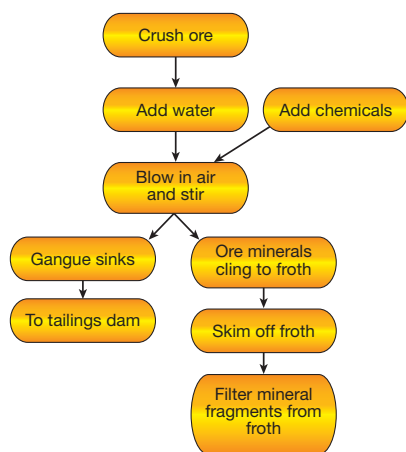 Crush ore
Add water
Add chemicals
Blow in air
and stir
Gangue sinks
Ore minerals
cling to froth
To tailings dam
Skim off froth
Filter mineral
fragments from
froth